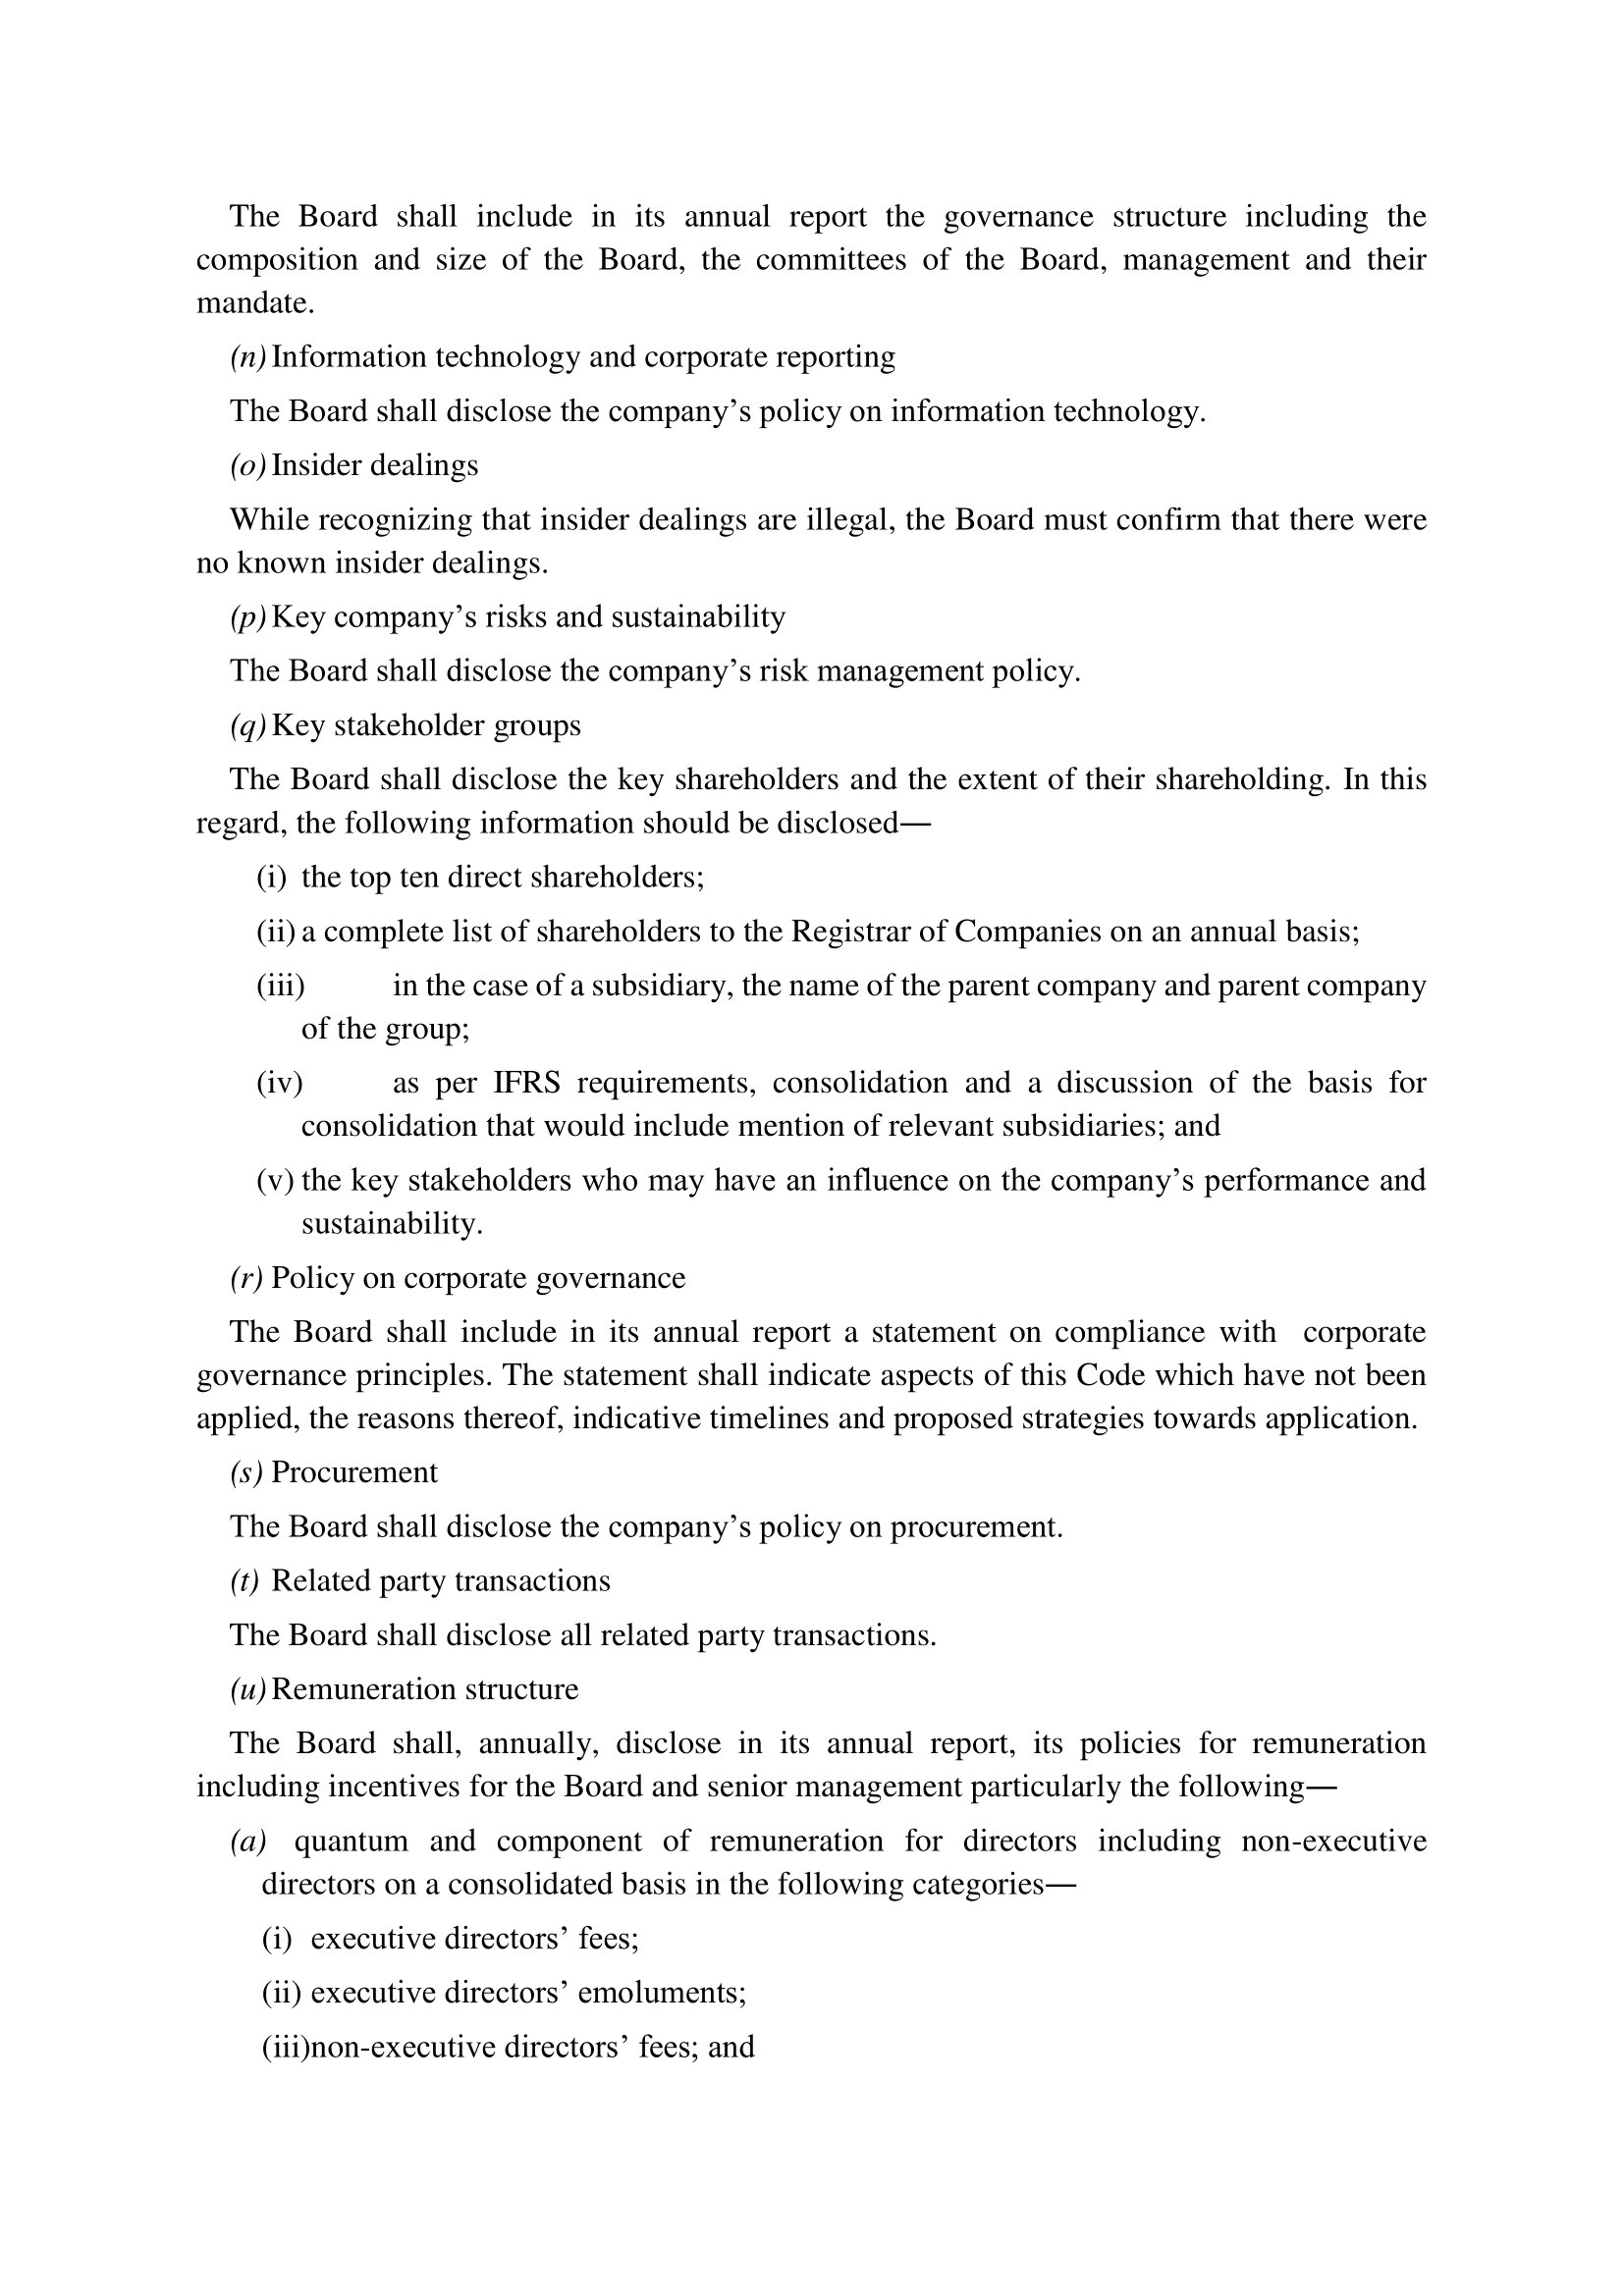 The Board shall include in its annual report the governance structure including the
composition and size of the Board, the committees of the Board, management and their
mandate.
(n) Information technology and corporate reporting
The Board shall disclose the company’s policy on information technology.
(o) Insider dealings
While recognizing that insider dealings are illegal, the Board must confirm that there were
no known insider dealings.
(p) Key company’s risks and sustainability
The Board shall disclose the company’s risk management policy.
(q) Key stakeholder groups
The Board shall disclose the key shareholders and the extent of their shareholding. In this
regard, the following information should be disclosed—
(i) the top ten direct shareholders;
(ii) a complete list of shareholders to the Registrar of Companies on an annual basis;
(iii) in the case of a subsidiary, the name of the parent company and parent company
of the group;
(iv) as per IFRS requirements, consolidation and a discussion of the basis for
consolidation that would include mention of relevant subsidiaries; and
(v) the key stakeholders who may have an influence on the company’s performance and
sustainability.
(r) Policy on corporate governance
The Board shall include in its annual report a statement on compliance with corporate
governance principles. The statement shall indicate aspects of this Code which have not been
applied, the reasons thereof, indicative timelines and proposed strategies towards application.
(s) Procurement
The Board shall disclose the company’s policy on procurement.
(t) Related party transactions
The Board shall disclose all related party transactions.
(u) Remuneration structure
The Board shall, annually, disclose in its annual report, its policies for remuneration
including incentives for the Board and senior management particularly the following—
(a) quantum and component of remuneration for directors including non-executive
directors on a consolidated basis in the following categories—
(i) executive directors’ fees;
(ii) executive directors’ emoluments;
(iii)non-executive directors’ fees; and